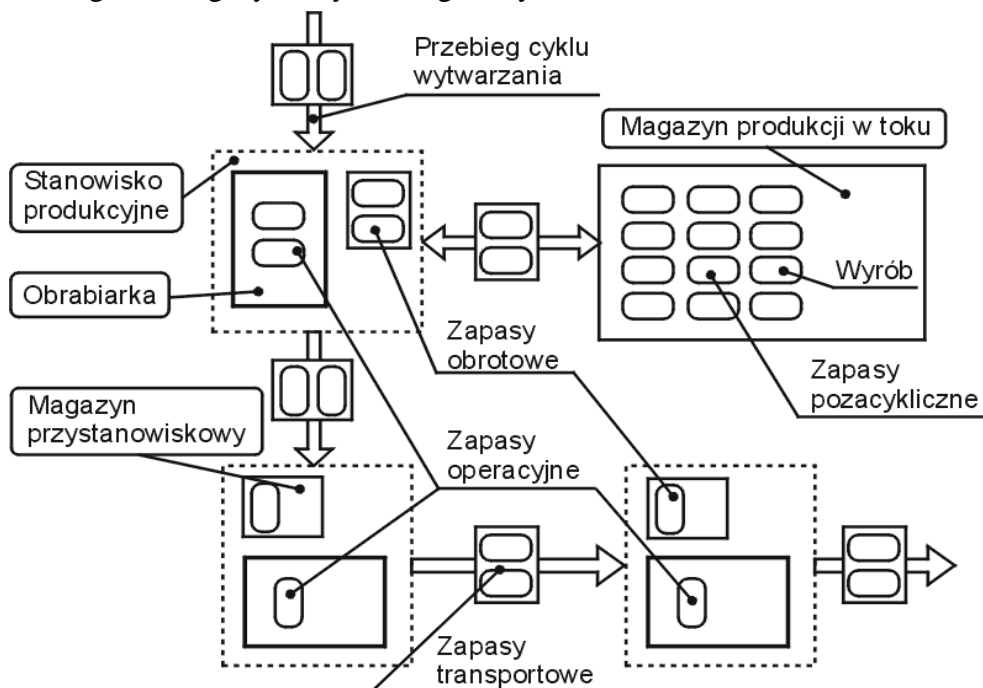 Przebieg cyklu
wytwarzania
Magazyn produkcji w toku
Stanowisko
produkcyjne
Obrabiarka
Wyrób
Zapasy
obrotowe
Zapasy
pozacykliczne
Magazyn
przystanowiskowy
Zapasy
operacyjne
Zapasy
transportowe